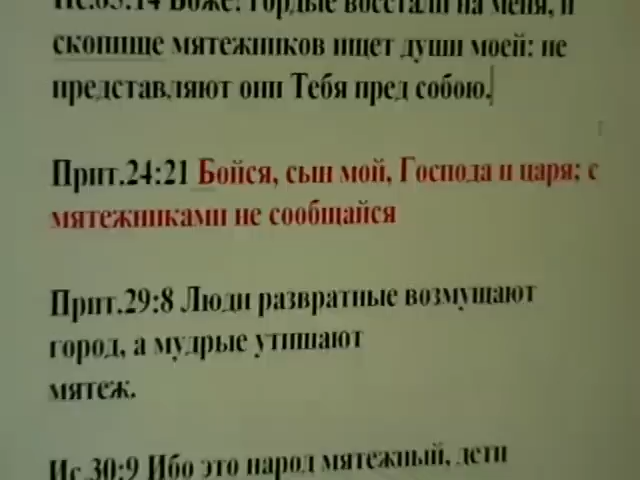 Боже! гордые восстали на меня, и
скопище мятежников ищет души моей: не
представляют они Тебя пред собою.
Прит.24:21 Бойся, сын мой, Господа и царя; с
мятежниками не сообщайся
Прит.29:8 Люди развратные возмущают
город, а мудрые утишают
мятеж.
Ис.30:9 Ибо это народ мятежный, дети